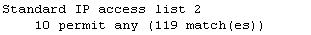 Standard IP access list 2
    10 permit any (119 match(es))